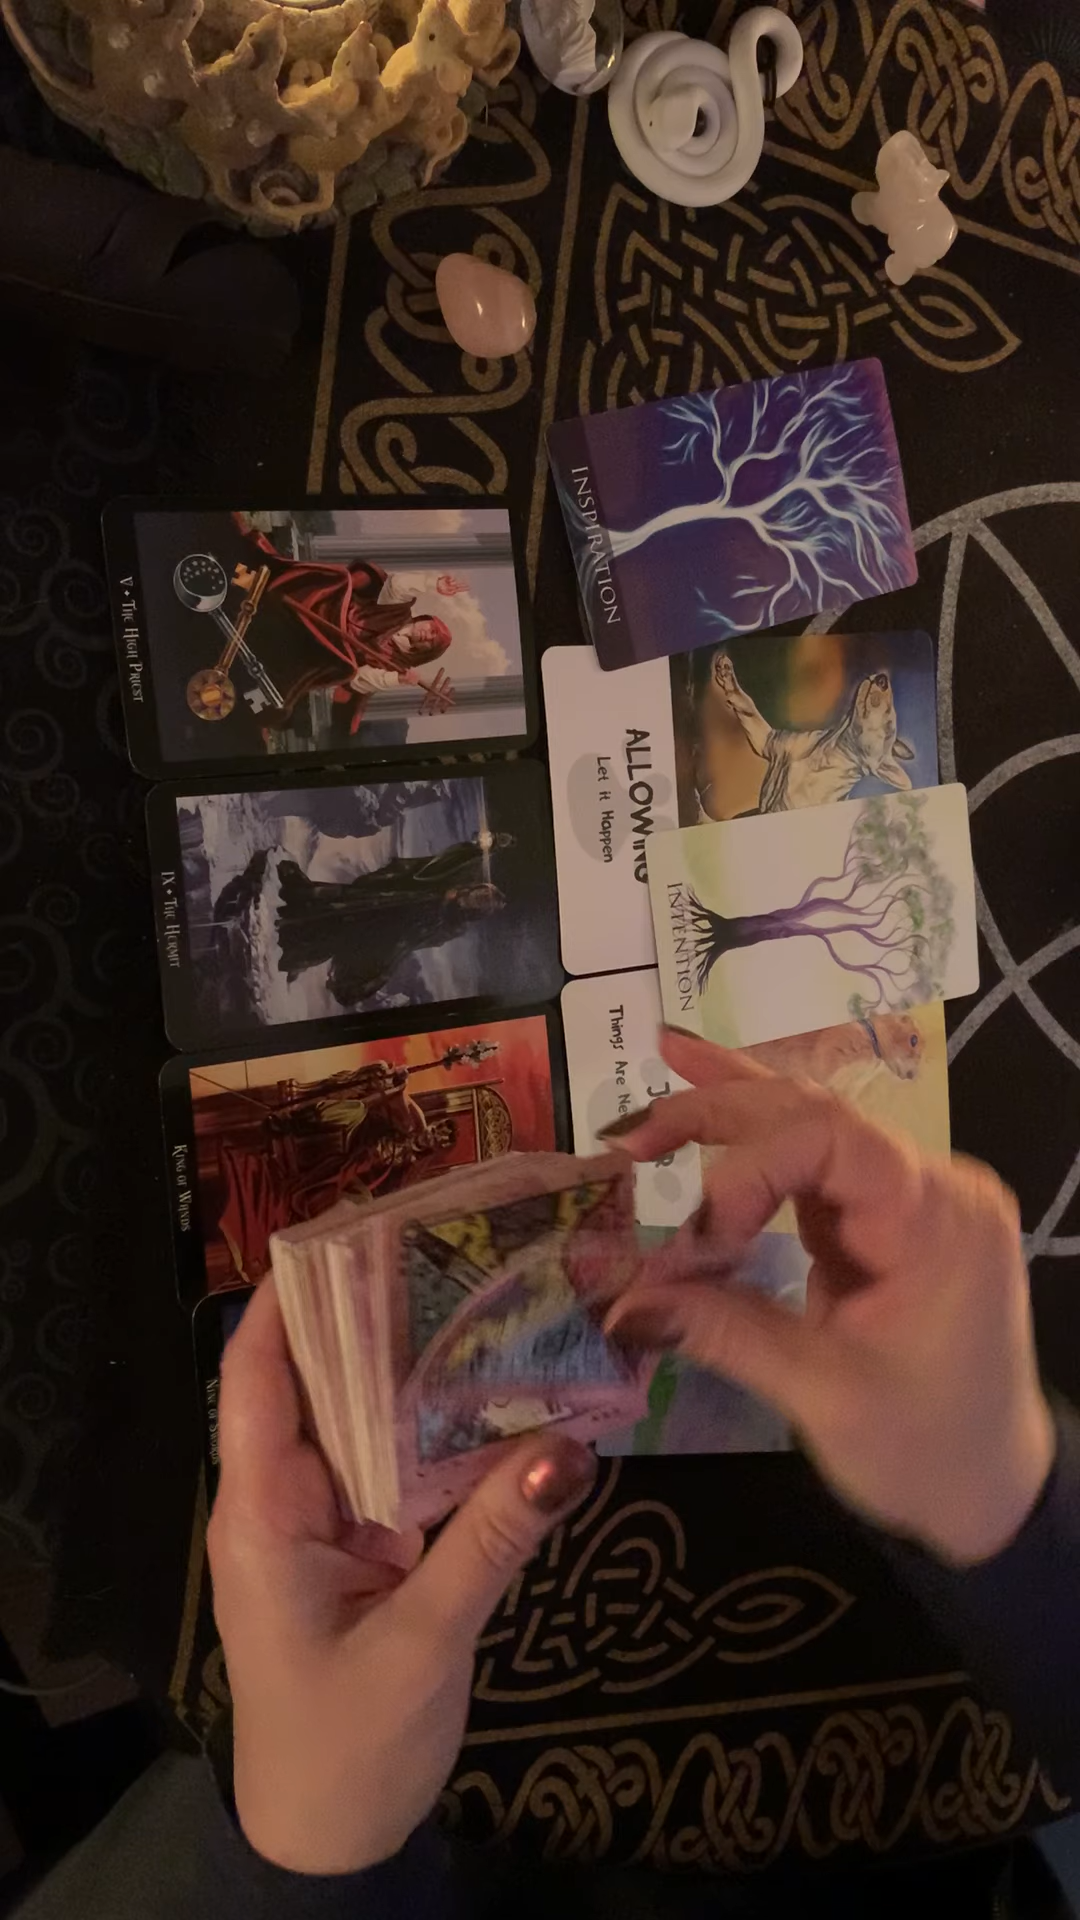 INSPIRATION
V • THE HIGH PRIEST
ALLOWING
Let it Happen
IX • THE HERMIT
INTENTION
Things Are
KING OF WANDS
NINE OF SWORDS